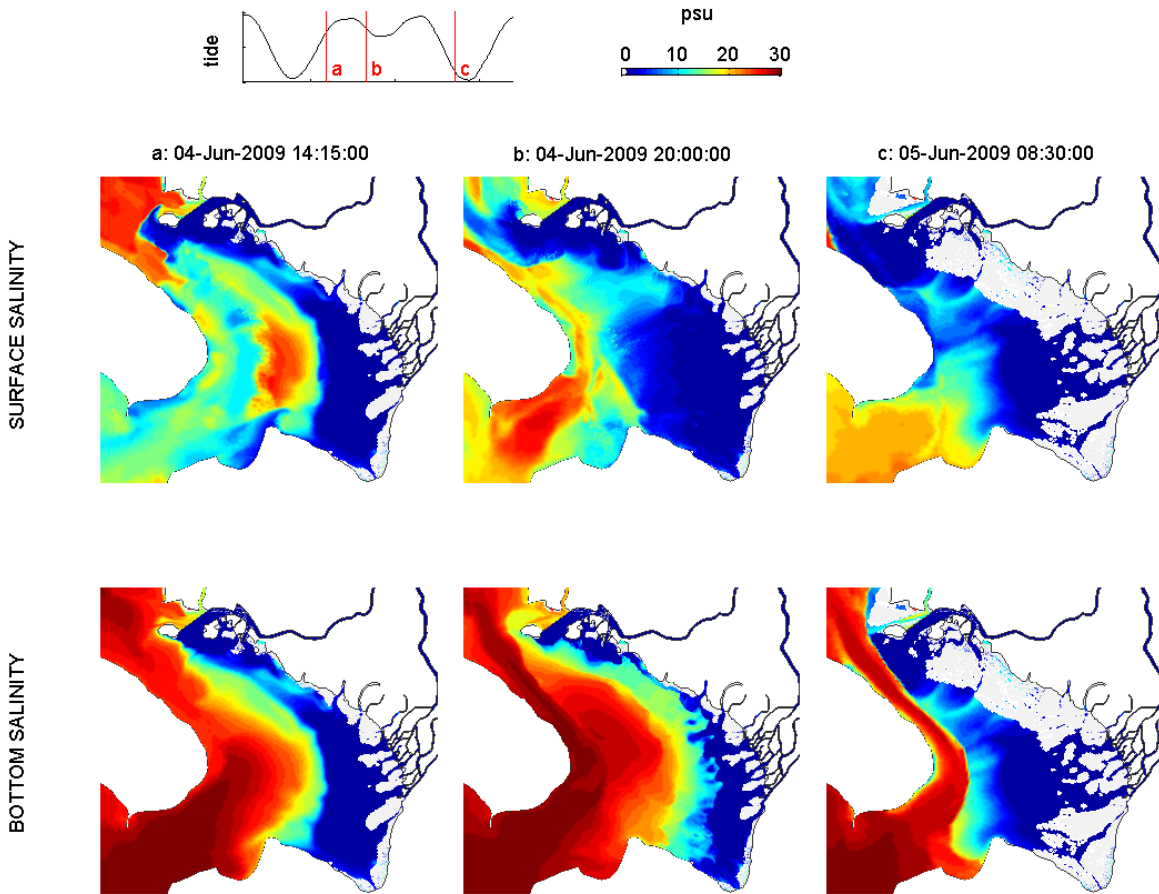 psu
0 10 20 30
tide
a b c
a: 04-Jun-2009 14:15:00
b: 04-Jun-2009 20:00:00
c: 05-Jun-2009 08:30:00
SURFACE SALINITY
BOTTOM SALINITY